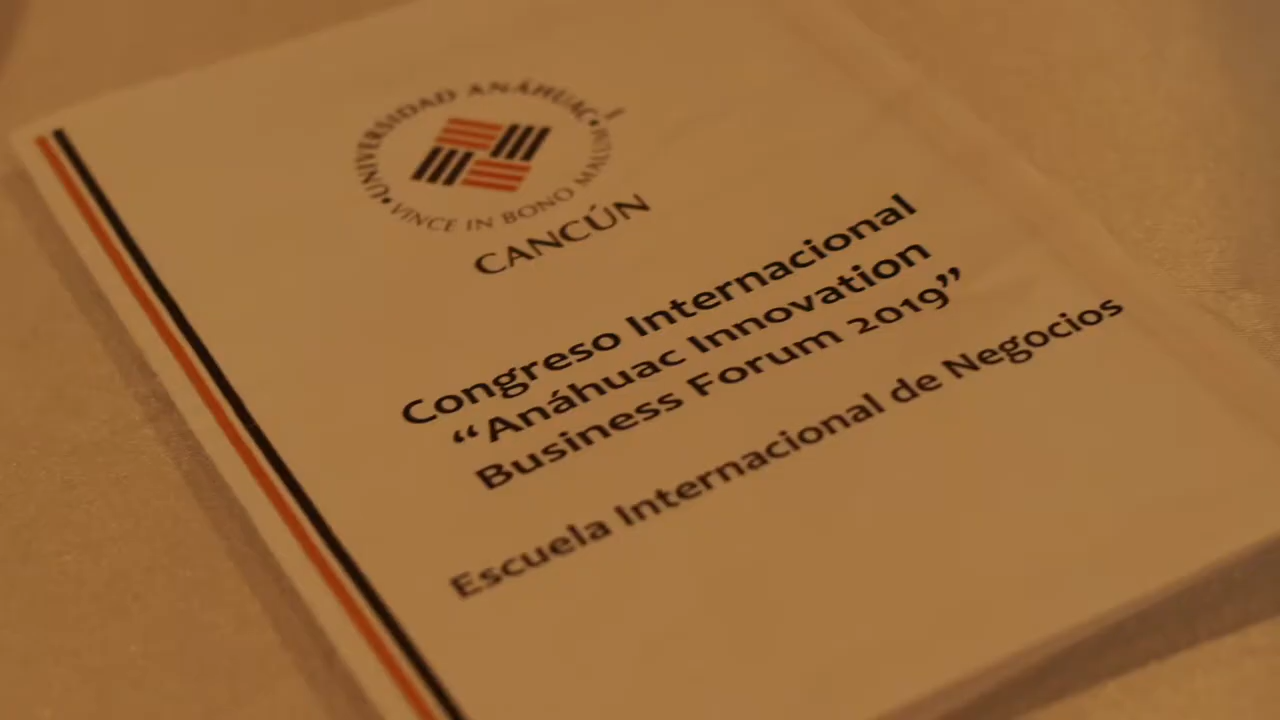 UNIVERSIDAD ANÁHUAC
VINCE IN BONO MALUM
CANCÚN
Congreso Internacional
“Anáhuac Innovation
Business Forum 2019”
Escuela Internacional de Negocios